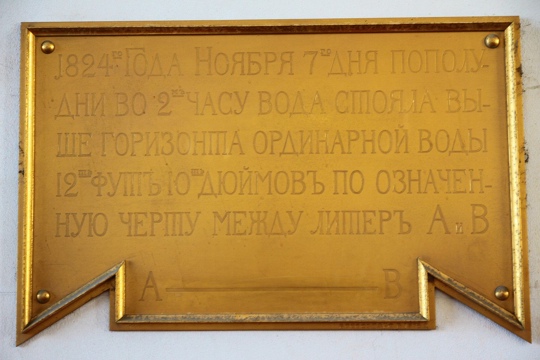 1824го Года Ноября 7го дня пополу-
дни во 2мъ часу вода стояла вы-
ше горизонта ординарной воды
12ть футъ 10ть дюймовъ по означен-
ную черту между литеръ А и В
А В